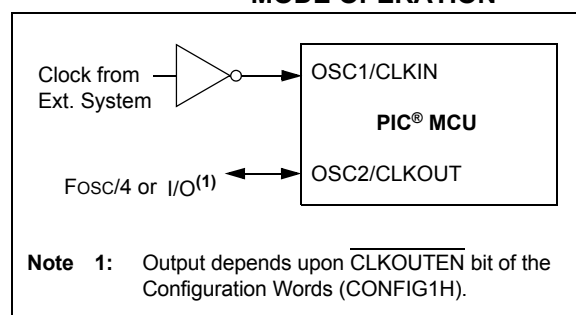 MODE OPERATION
Clock from
Ext. System
OSC1/CLKIN
PIC® MCU
FOSC/4 or I/O(1)
OSC2/CLKOUT
Note 1: Output depends upon CLKOUTEN bit of the
Configuration Words (CONFIG1H).